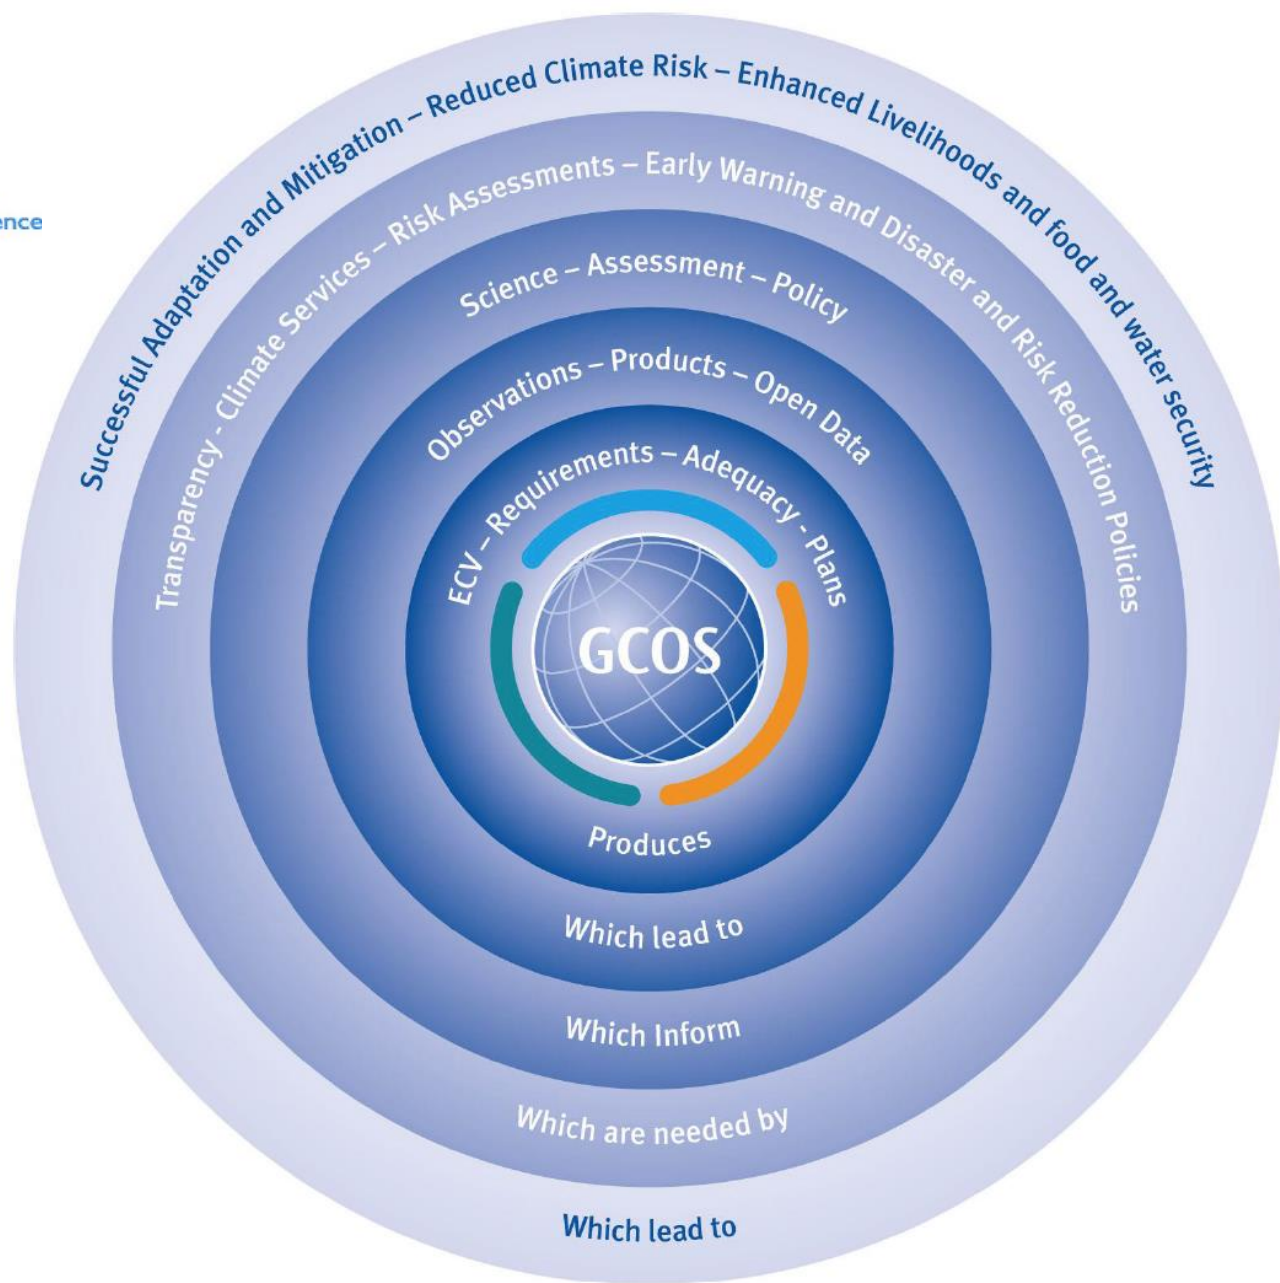 Successful Adaptation and Mitigation – Reduced Climate Risk – Enhanced Livelihoods and food and water security
Transparency - Climate Services – Risk Assessments – Early Warning and Disaster and Risk Reduction Policies
Science – Assessment – Policy
Observations – Products – Open Data
ECV – Requirements – Adequacy - Plans
GCOS
Produces
Which lead to
Which Inform
Which are needed by
Which lead to